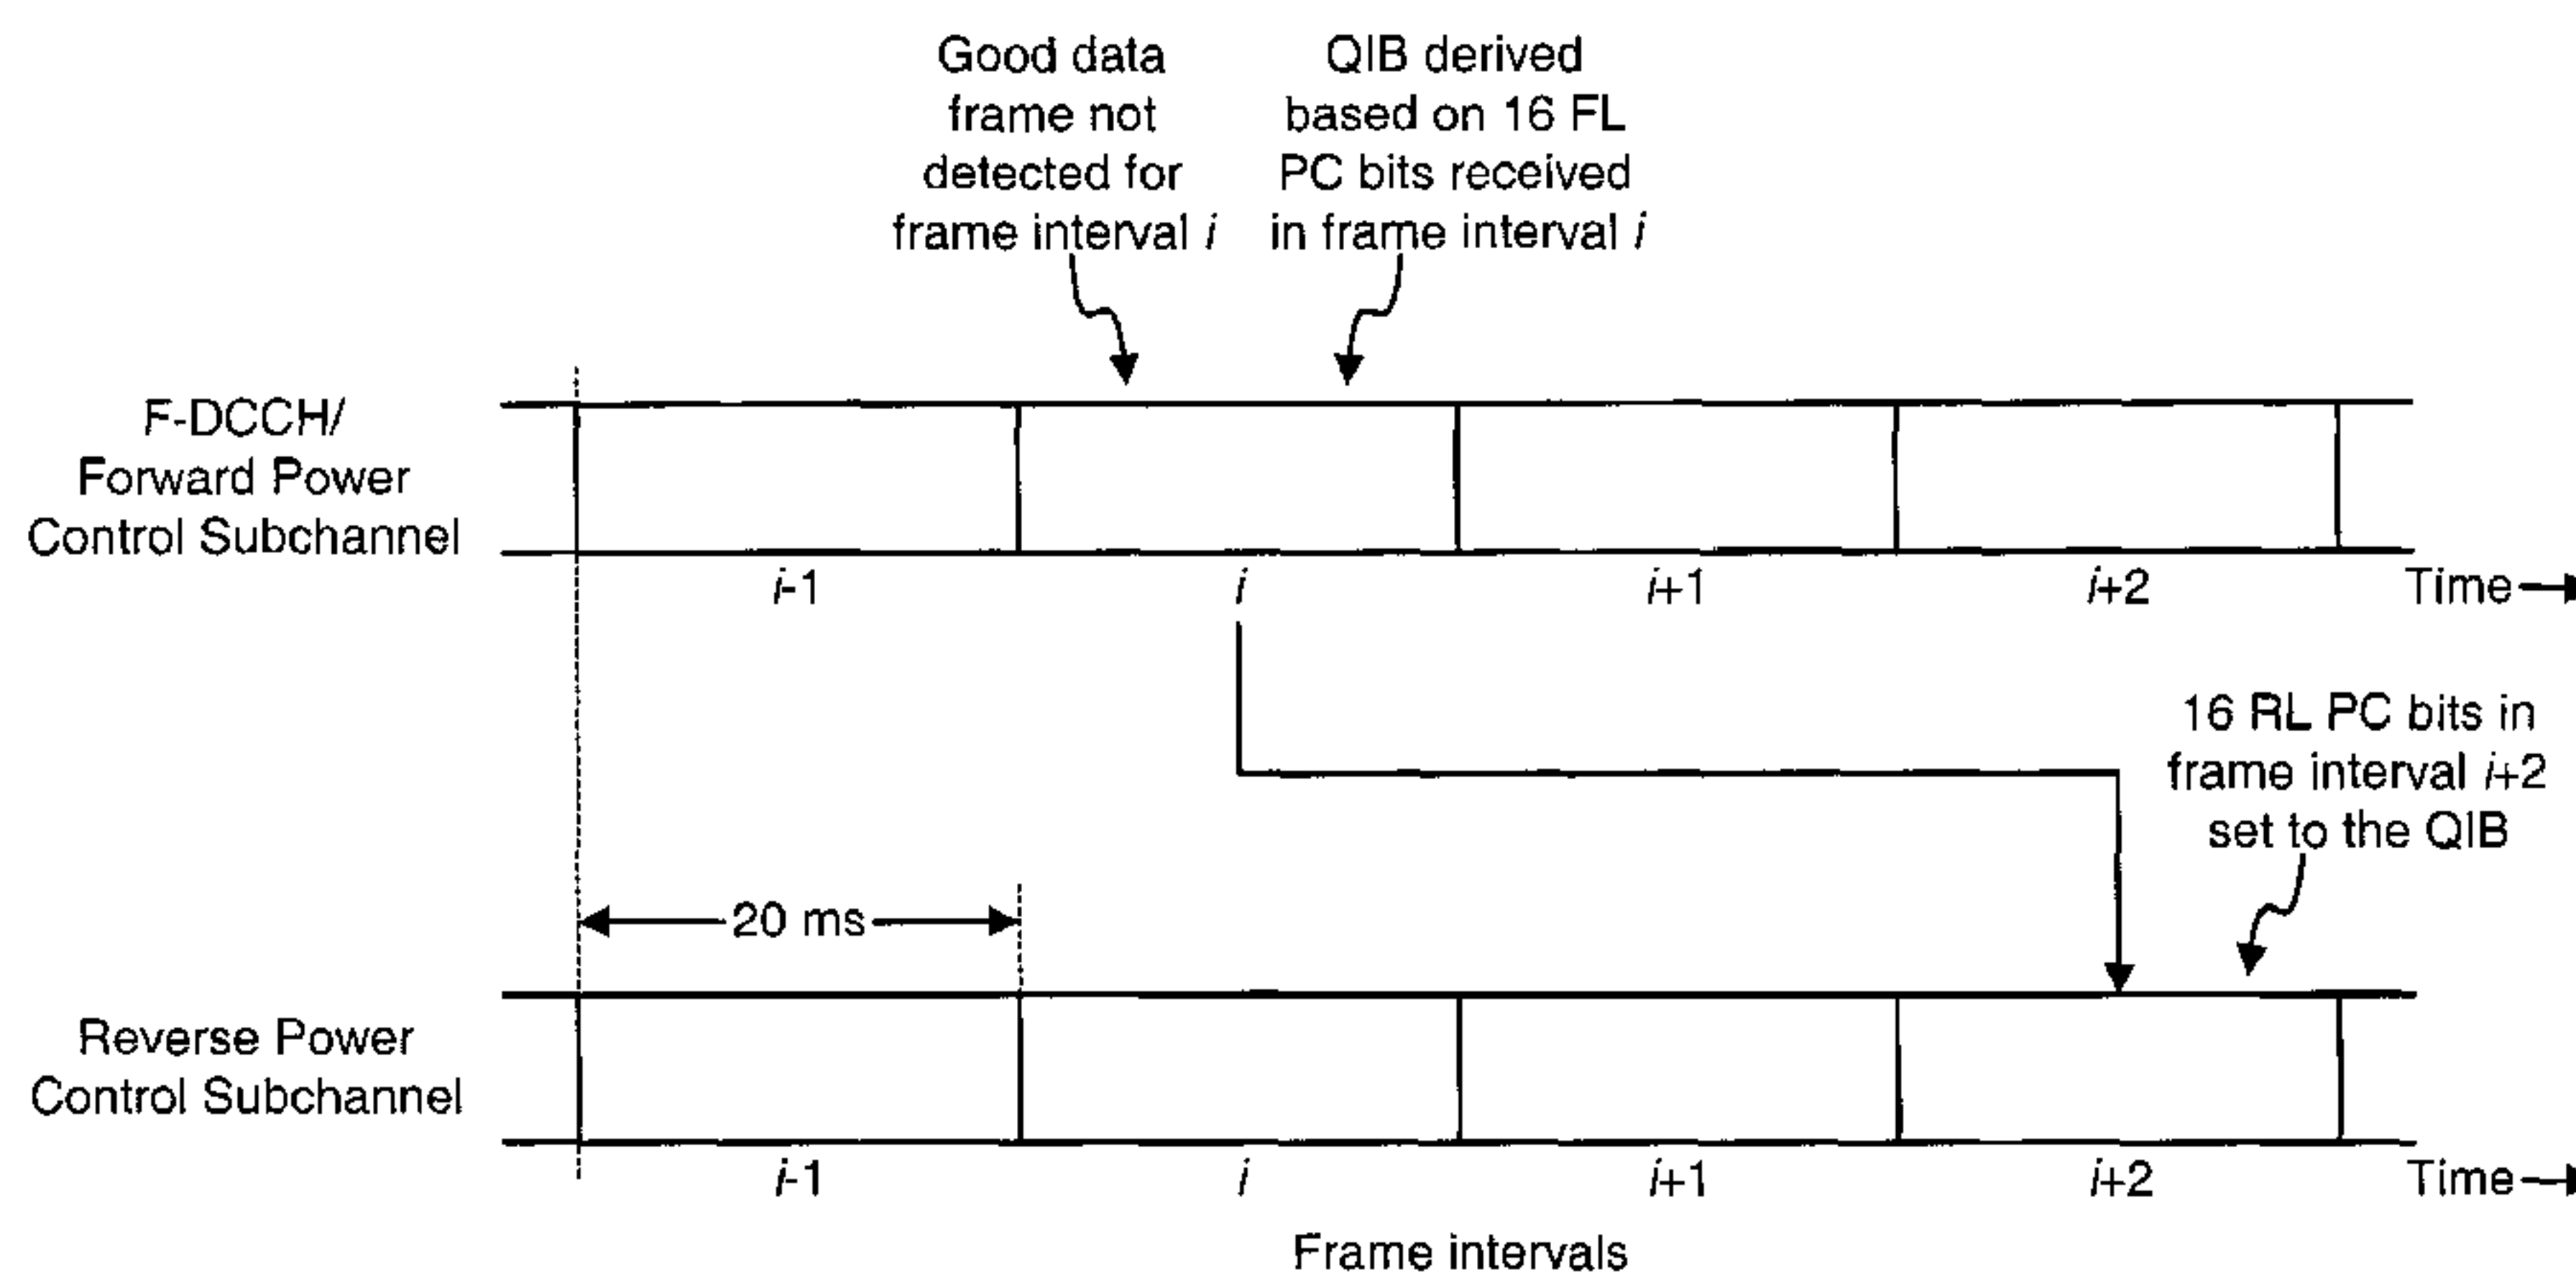 Good data
frame not
detected for
frame interval i
QIB derived
based on 16 FL
PC bits received
in frame interval i
F-DCCH/
Forward Power
Control Subchannel
i-1
i
i+1
i+2
Time
16 RL PC bits in
frame interval i+2
set to the QIB
20 ms
Reverse Power
Control Subchannel
i-1
i
i+1
i+2
Time
Frame intervals